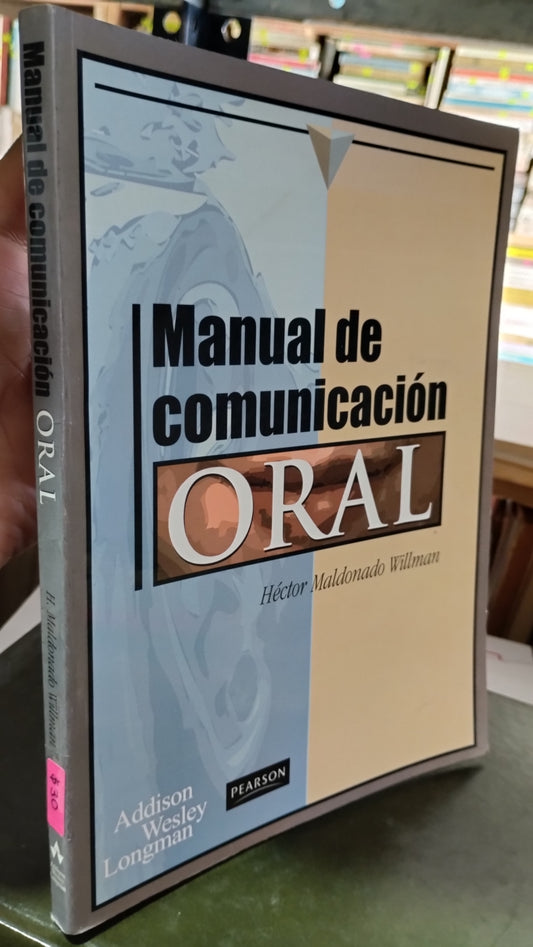 Manual de comunicación ORAL
H. Maldonado Willman
$30
Manual de
comunicación
ORAL
Héctor Maldonado Willman
PEARSON
Addison
Wesley
Longman